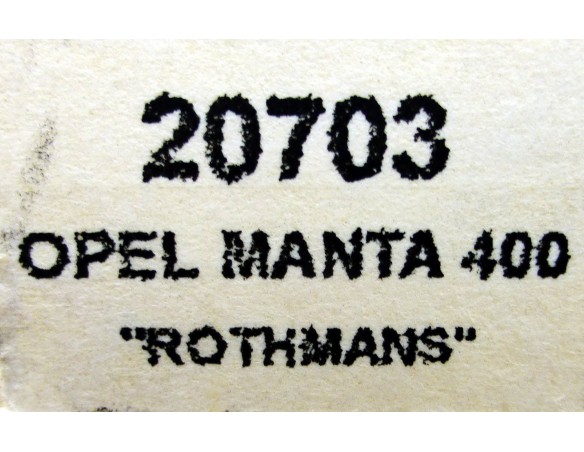 20703
OPEL MANTA 400
"ROTHMANS"